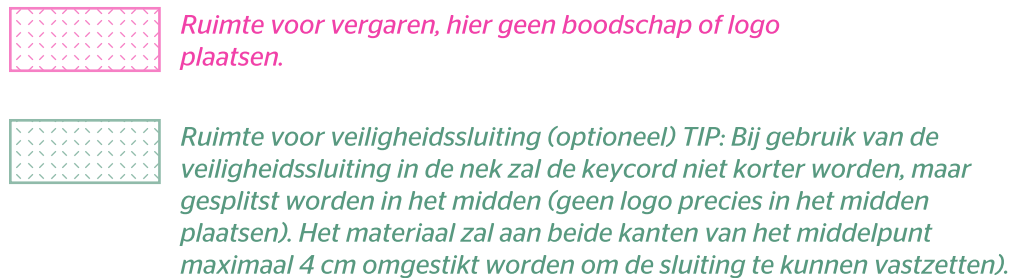 Ruimte voor vergaren, hier geen boodschap of logo
plaatsen.
Ruimte voor veiligheidssluiting (optioneel) TIP: Bij gebruik van de
veiligheidssluiting in de nek zal de keycord niet korter worden, maar
gesplitst worden in het midden (geen logo precies in het midden
plaatsen). Het materiaal zal aan beide kanten van het middelpunt
maximaal 4 cm omgestikt worden om de sluiting te kunnen vastzetten).